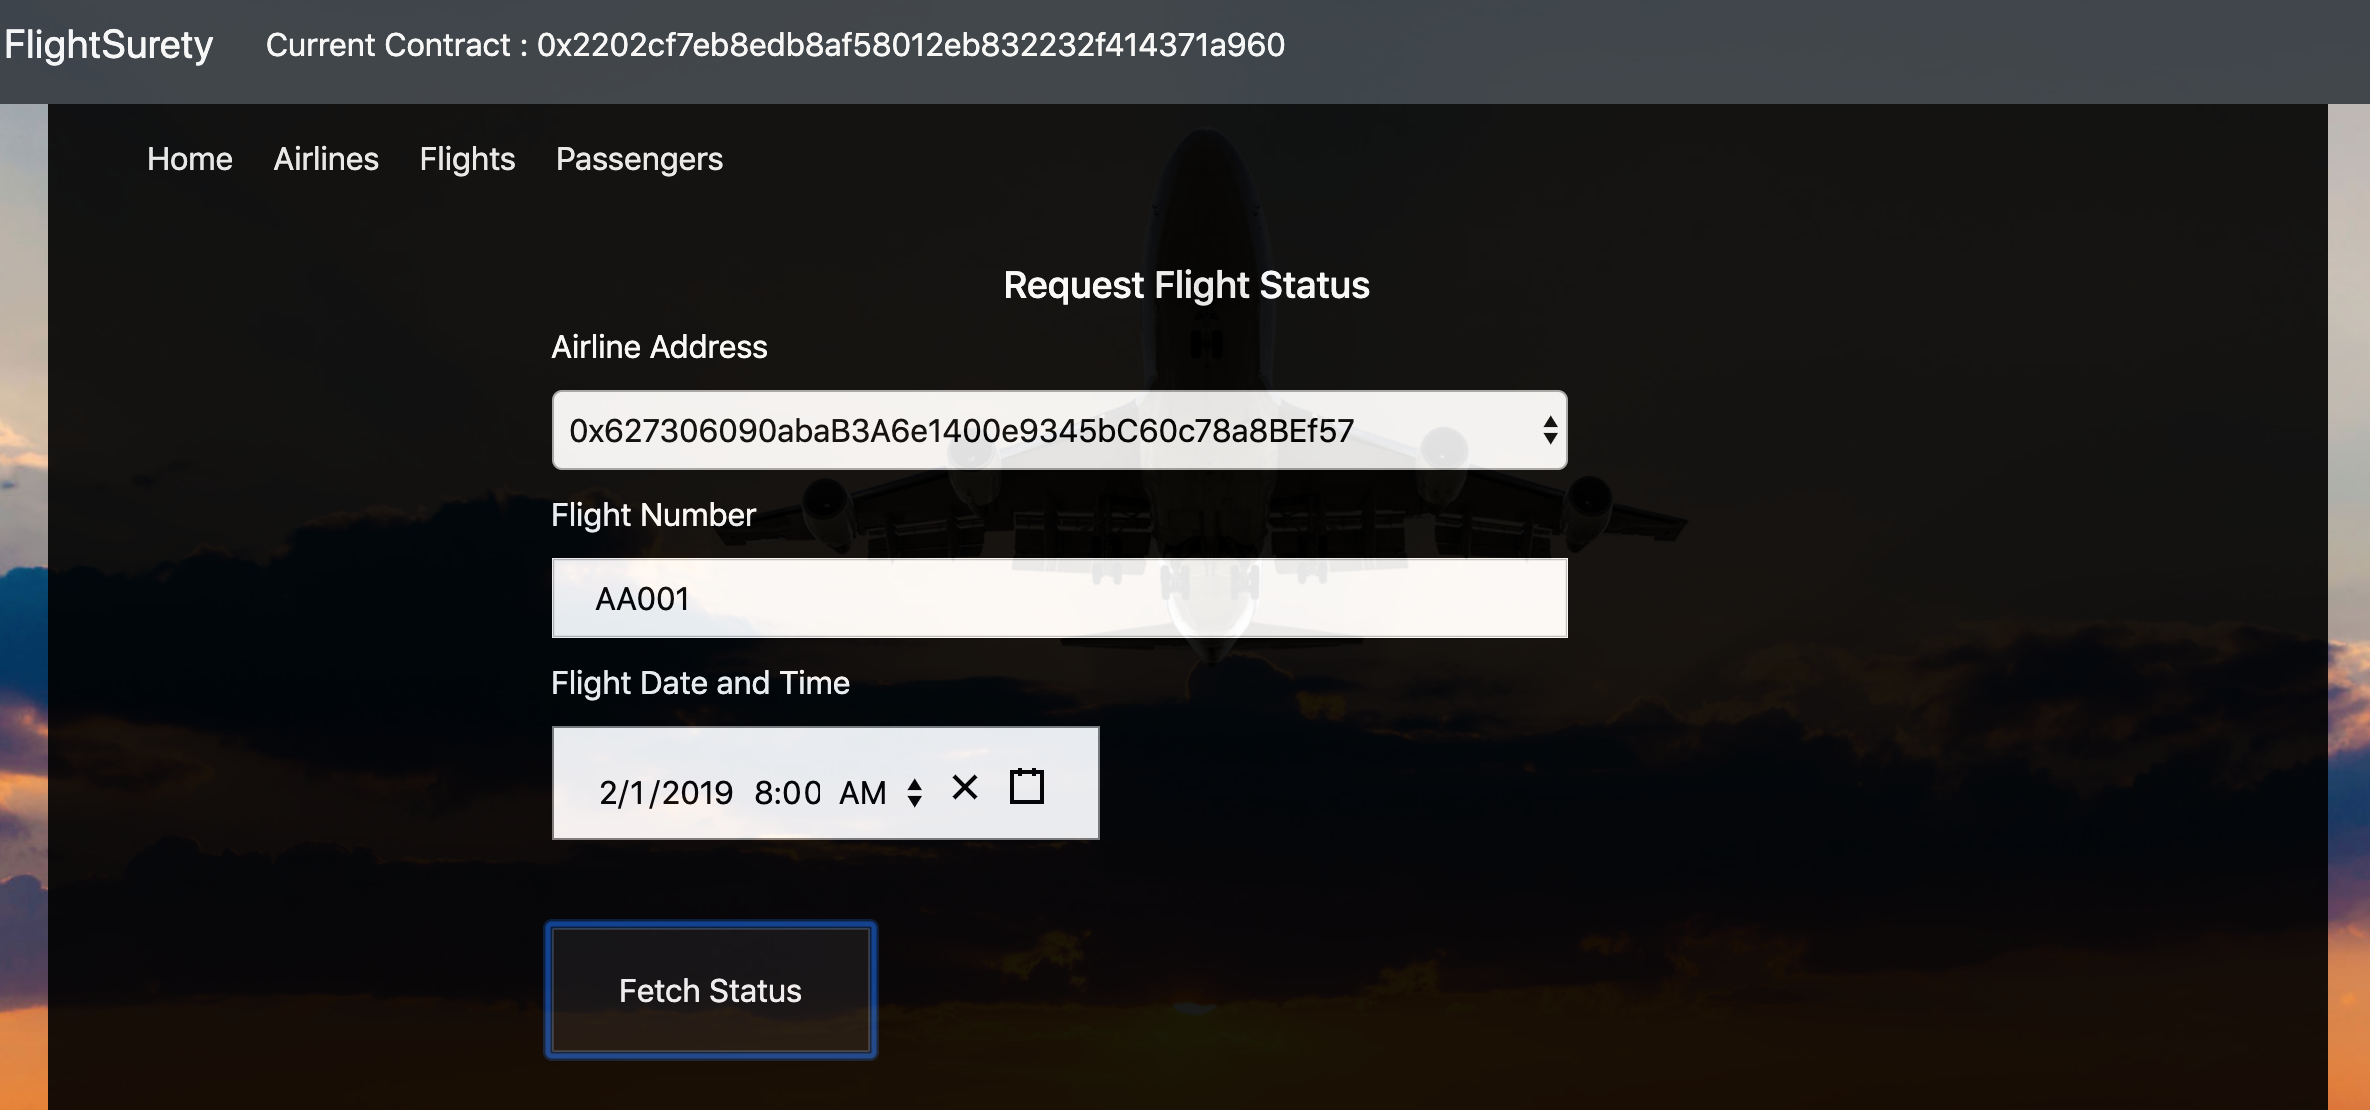 FlightSurety Current Contract : 0x2202cf7eb8edb8af58012eb832232f414371a960
Home Airlines Flights Passengers
Request Flight Status
Airline Address
0x627306090abaB3A6e1400e9345bC60c78a8BEf57
Flight Number
AA001
Flight Date and Time
2/1/2019 8:00 AM
Fetch Status